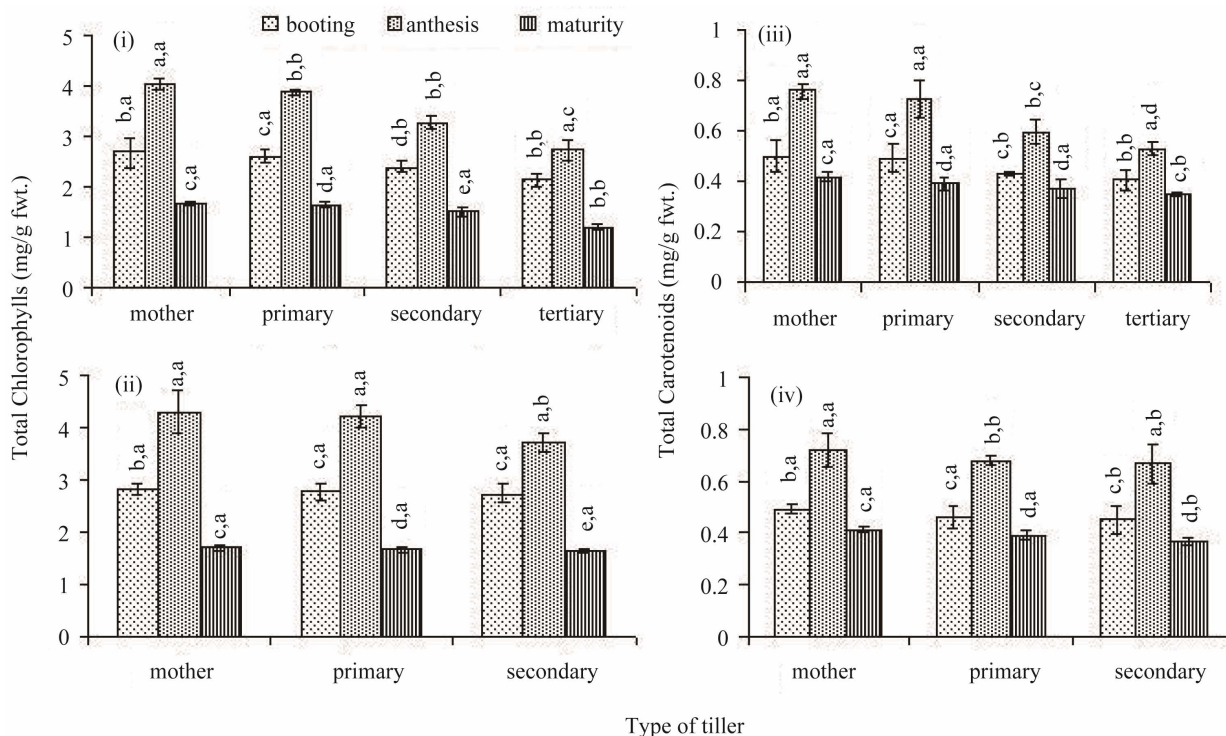 booting anthesis maturity
Total Chlorophylls (mg/g fwt.)
(i)
5
4
3
2
1
0
b,a a,a c,a
c,a b,b d,a
d,b b,b e,a
b,b a,c b,b
mother primary secondary tertiary
(ii)
5
4
3
2
1
0
b,a a,a c,a
c,a a,a d,a
c,a a,b e,a
mother primary secondary
Total Carotenoids (mg/g fwt.)
(iii)
1
0.8
0.6
0.4
0.2
0
b,a a,a c,a
c,a a,a d,a
c,b b,c d,a
b,b a,d c,b
mother primary secondary tertiary
(iv)
1
0.8
0.6
0.4
0.2
0
b,a a,a c,a
c,a b,b d,a
c,b a,b d,b
mother primary secondary
Type of tiller